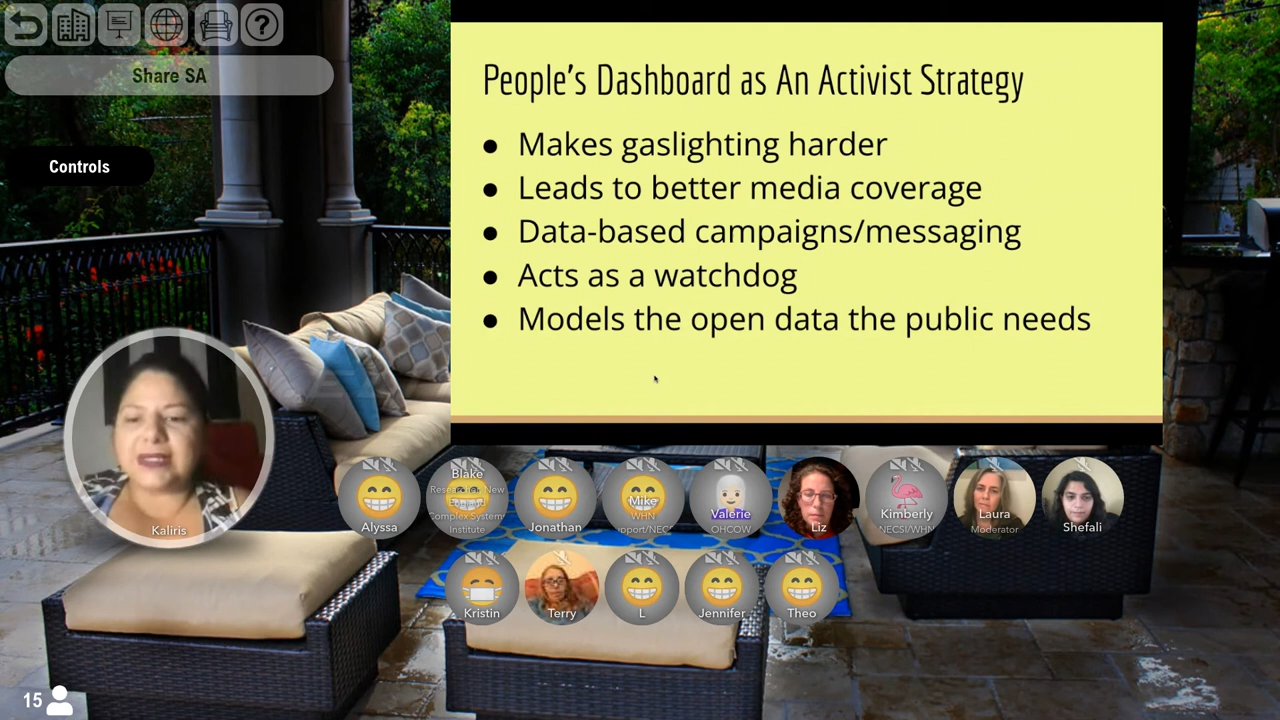 Share SA
Controls
People's Dashboard as An Activist Strategy
● Makes gaslighting harder
● Leads to better media coverage
● Data-based campaigns/messaging
● Acts as a watchdog
● Models the open data the public needs
Kaliris
Alyssa
Blake
Complex System
Institute
Jonathan
Mike
WHN
Valerie
OHCOW
Liz
Kimberly
NECSI/WHN
Laura
Moderator
Shefali
Kristin
Terry
L
Jennifer
Theo
15